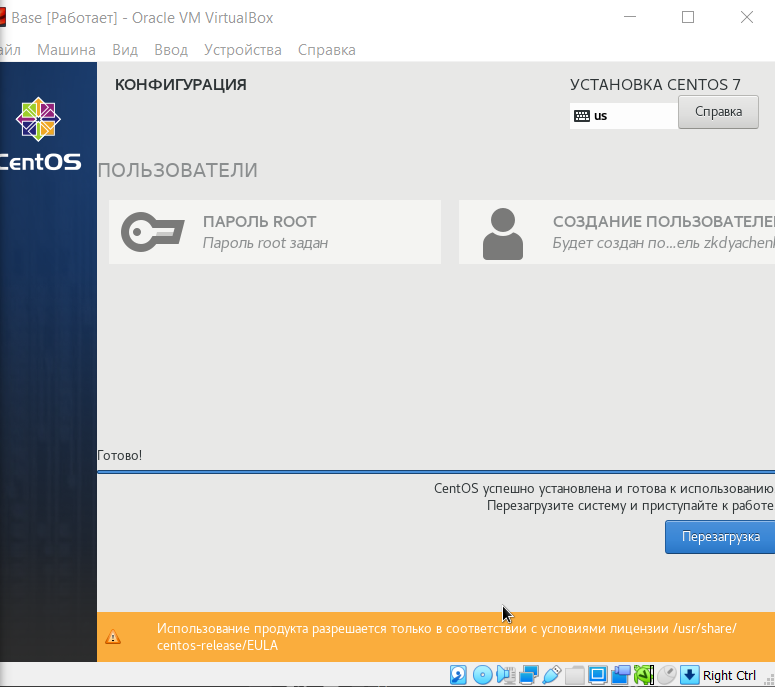 Base [Работает] - Oracle VM VirtualBox
Машина Вид Ввод Устройства Справка
КОНФИГУРАЦИЯ
УСТАНОВКА CENTOS 7
us
Справка
CentOS
ПОЛЬЗОВАТЕЛИ
ПАРОЛЬ ROOT
Пароль root задан
СОЗДАНИЕ ПОЛЬЗОВАТЕЛЕ
Будет создан по...ель zkdyachenk
Готово!
CentOS успешно установлена и готова к использованию
Перезагрузите систему и приступайте к работе
Перезагрузка
Использование продукта разрешается только в соответствии с условиями лицензии /usr/share/
centos-release/EULA
Right Ctrl